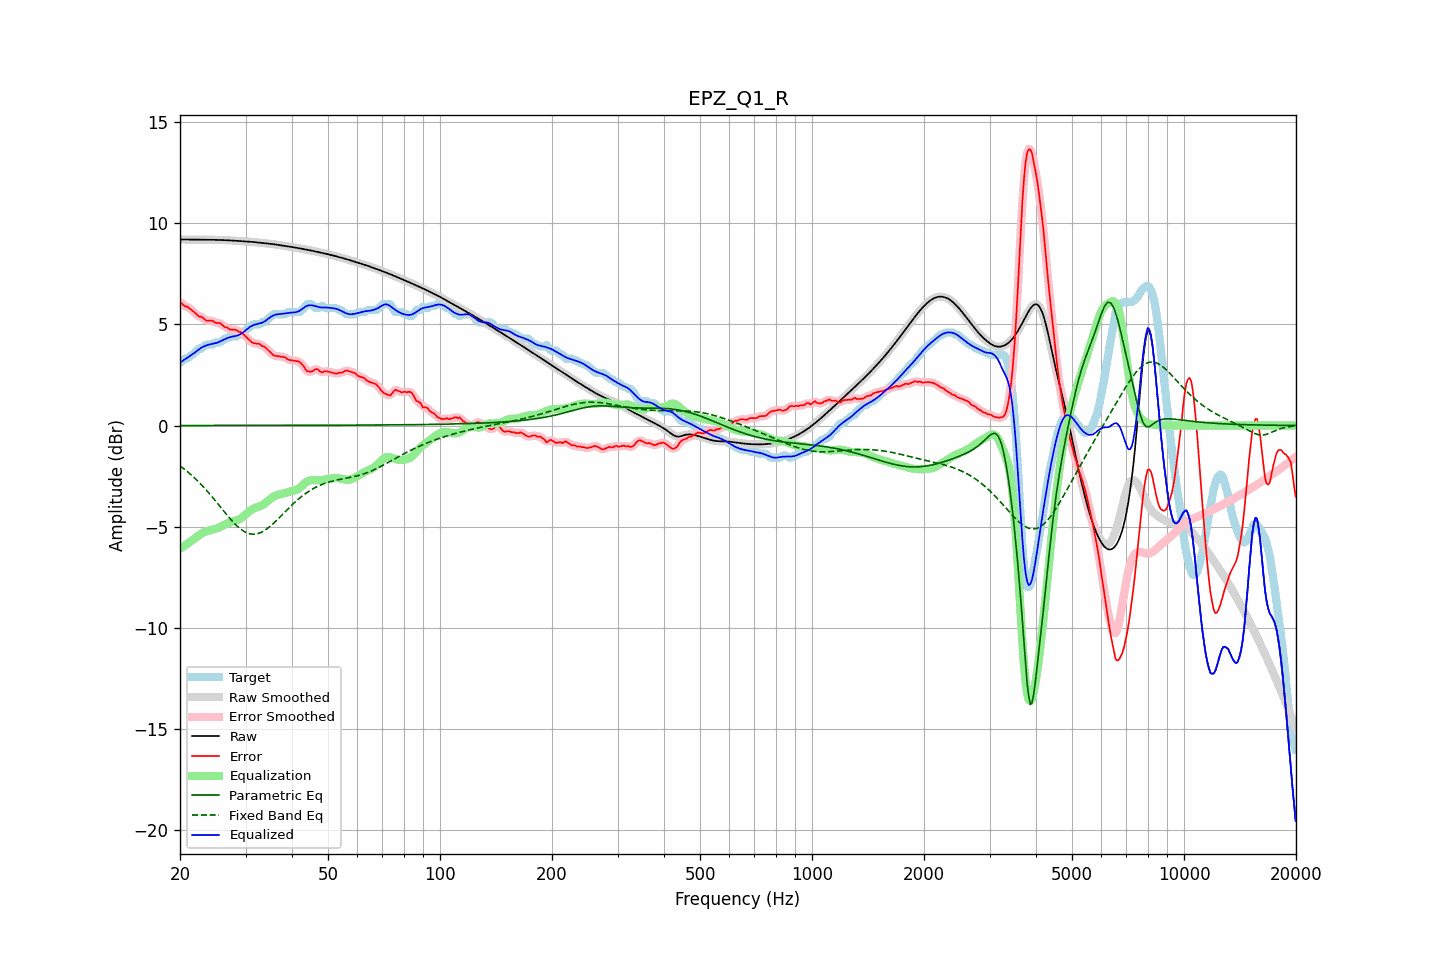 EPZ_Q1_R
Amplitude (dBr)
15
10
5
0
−5
−10
−15
−20
Target
Raw Smoothed
Error Smoothed
Raw
Error
Equalization
Parametric Eq
Fixed Band Eq
Equalized
20 50 100 200 500 1000 2000 5000 10000 20000
Frequency (Hz)